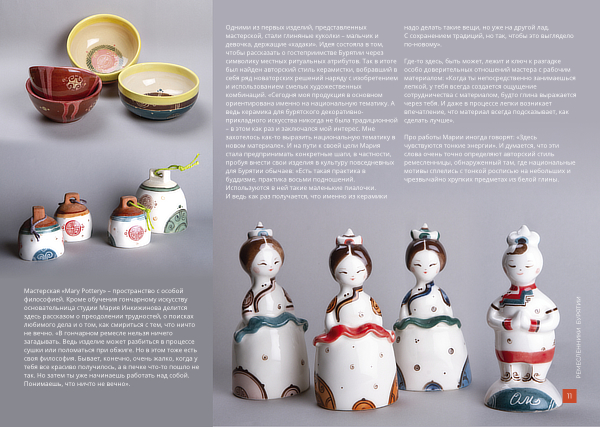 Одними из первых изделий, представленных
мастерской, стали глиняные куколки – мальчик и
девочка, держащие «хадаки». Идея состояла в том,
чтобы рассказать о гостеприимстве Бурятии через
символику местных ритуальных атрибутов. Так в итоге
был найден авторский стиль керамистки, вобравший в
себя ряд новаторских решений наряду с изобретением
и использованием смелых художественных
комбинаций. «Сегодня моя продукция в основном
ориентирована именно на национальную тематику. А
ведь керамика для бурятского декоративно-
прикладного искусства никогда не была традиционной
– в этом как раз и заключался мой интерес. Мне
захотелось как-то выразить национальную тематику в
новом материале». И на пути к своей цели Мария
стала предпринимать конкретные шаги, в частности,
пробуя внести свои изделия в культуру повседневных
для бурятии обычаев. «Есть такая практика в
буддизме, практика восьми подношений.
Используются в ней такие маленькие пиалочки.
И ведь как раз получается, что именно из керамики
надо делать такие вещи, но уже на другой лад.
С сохранением традиций, но так, чтобы это выглядело
по-новому».
Где-то здесь, быть может, лежит и ключ к разгадке
особо доверительных отношений мастера с рабочим
материалом: «Когда ты непосредственно занимаешься
лепкой, у тебя всегда создается ощущение
сотрудничества с материалом, будто глина выражается
через тебя. И даже в процессе лепки возникает
впечатление, что материал всегда подсказывает, как
сделать лучше».
Про работы Марии иногда говорят: «Здесь
чувствуются тонкие энергии». И думается, что эти
слова очень точно определяют авторский стиль
ремесленницы, обнаруженный там, где национальные
мотивы сплелись с тонкой росписью на небольших и
чрезвычайно хрупких предметах из белой глины.
Мастерская «Mary Pottery» – пространство с особой
философией. Кроме обучения гончарному искусству
основательница студии Мария Инкижинова делится
здесь рассказом о преодолении трудностей, о поисках
любимого дела и о том, как смириться с тем, что ничто
не вечно. «В гончарном ремесле нельзя ничего
загадывать. Ведь изделие может разбиться в процессе
сушки или поломаться при обжиге. Но в этом тоже есть
своя философия. Бывает, конечно, очень жалко, когда у
тебя все красиво получилось, а в печке что-то пошло не
так. Но затем ты уже начинаешь работать над собой.
Понимаешь, что ничто не вечно».
РЕМЕСЛЕННИКИ БУРЯТИИ
11